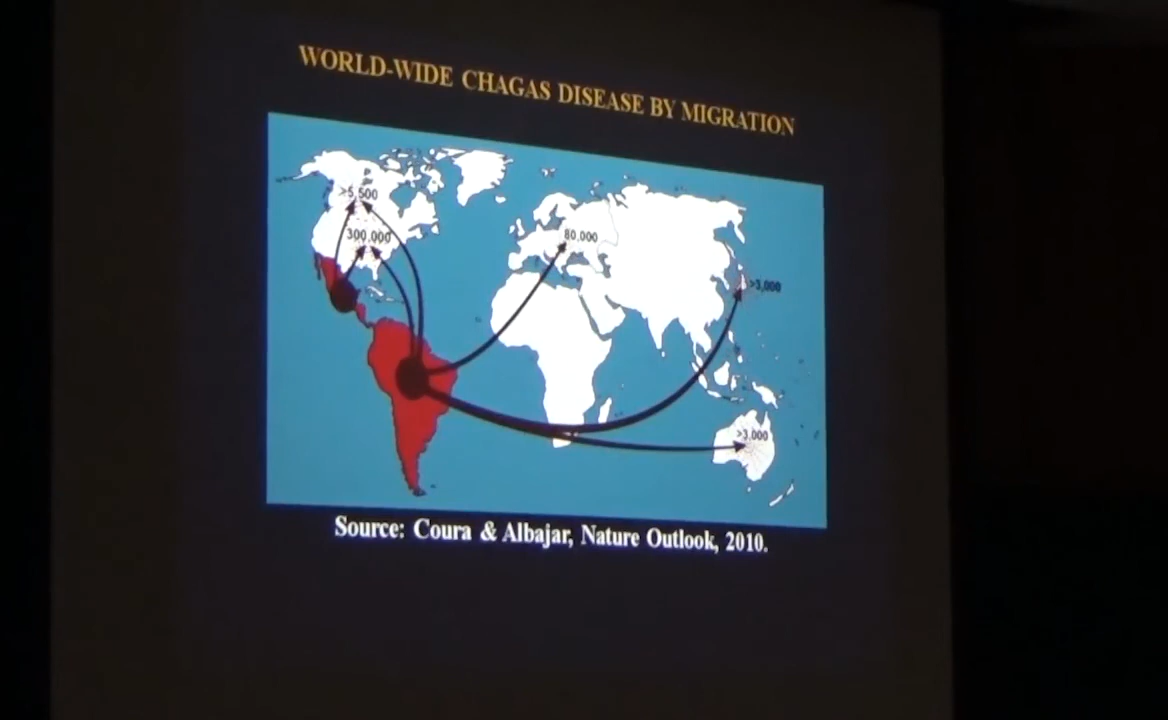 WORLD-WIDE CHAGAS DISEASE BY MIGRATION
>5,500
300,000
80,000
>3,000
>3,000
Source: Coura & Albajar, Nature Outlook, 2010.